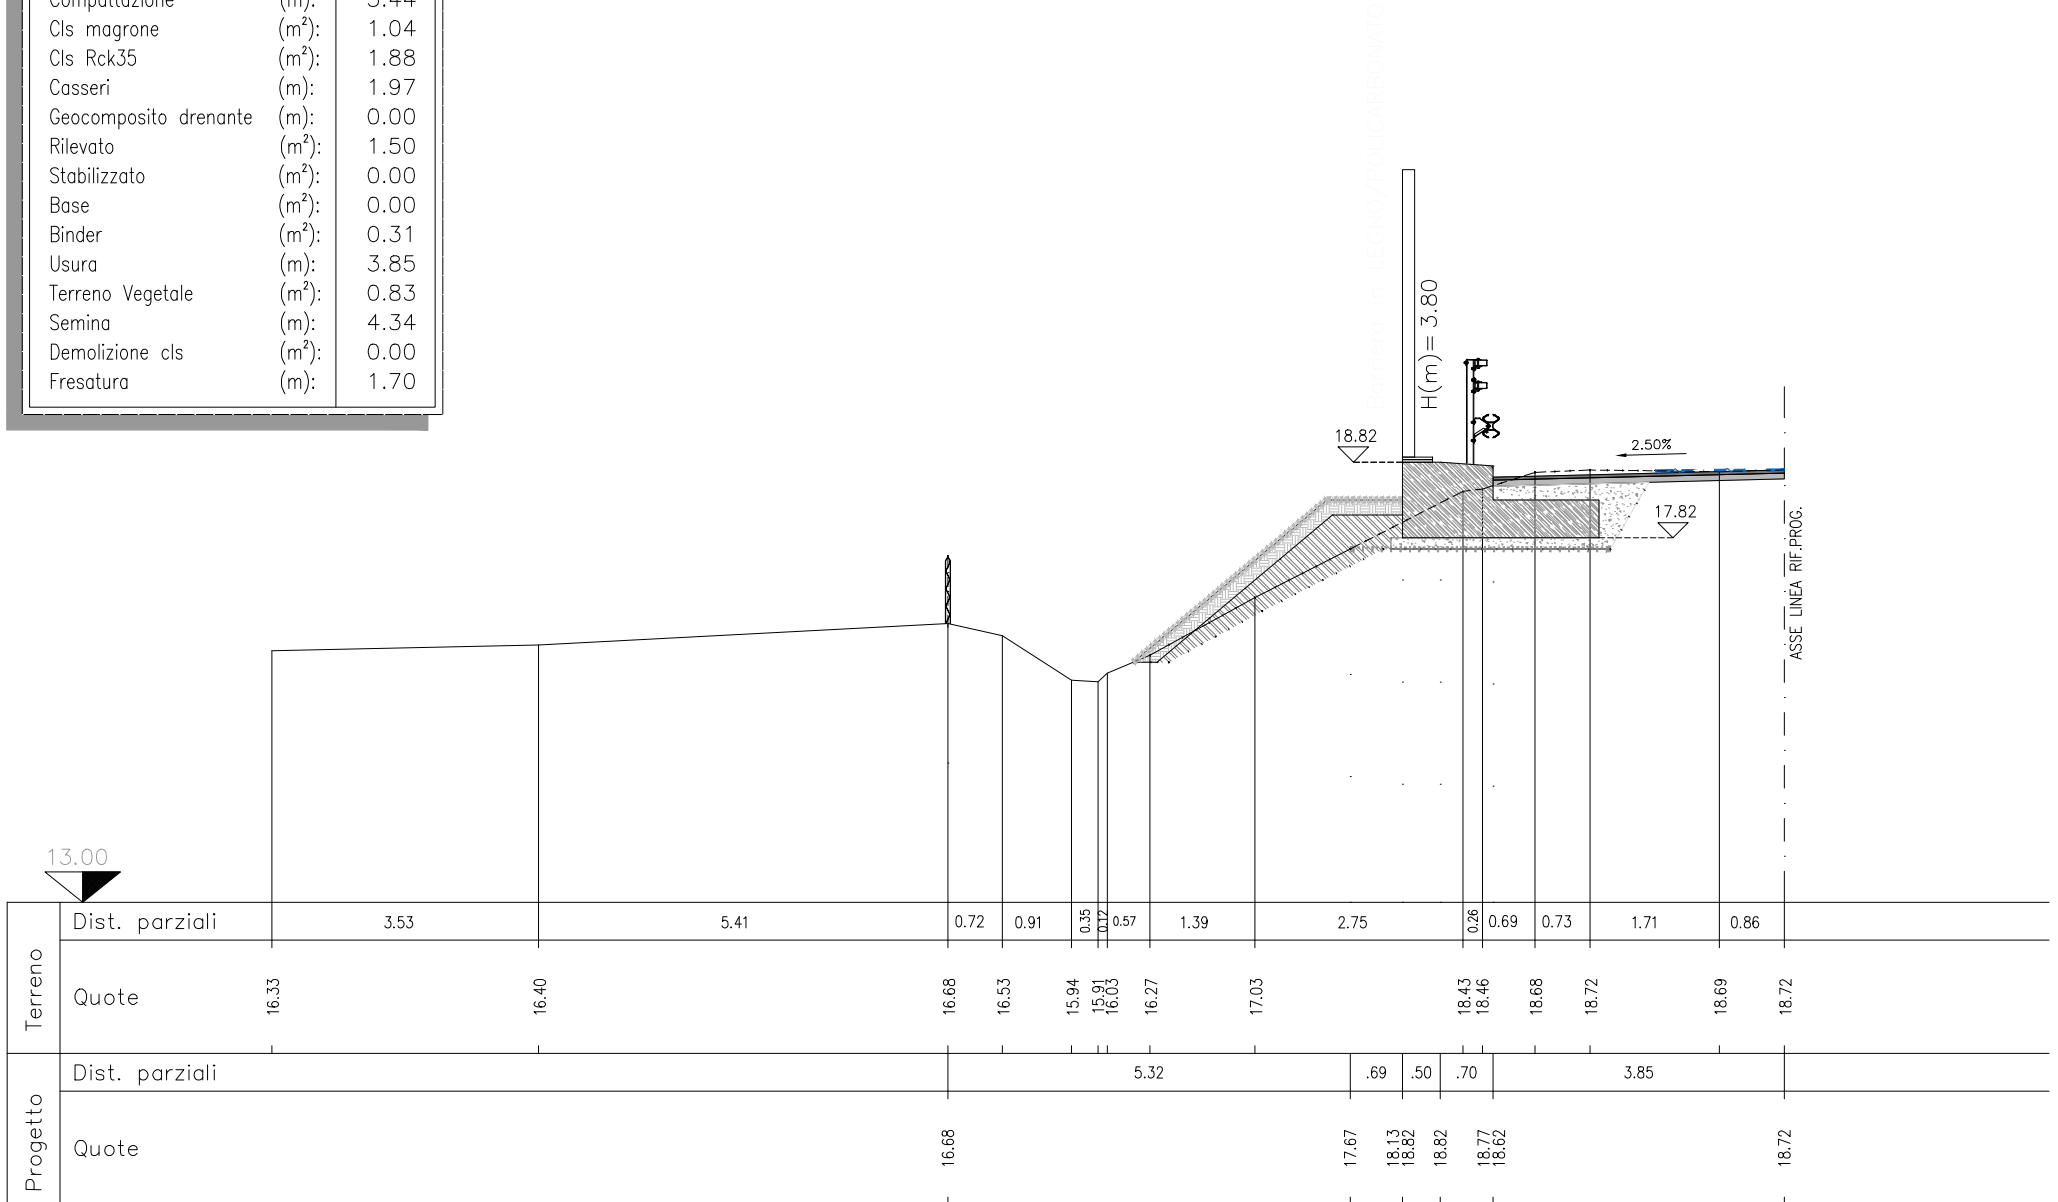 Compattazione (m): 5.44
Cls magrone (m²): 1.04
Cls Rck35 (m²): 1.88
Casseri (m): 1.97
Geocomposito drenante (m): 0.00
Rilevato (m²): 1.50
Stabilizzato (m²): 0.00
Base (m²): 0.00
Binder (m²): 0.31
Usura (m): 3.85
Terreno Vegetale (m²): 0.83
Semina (m): 4.34
Demolizione cls (m²): 0.00
Fresatura (m): 1.70
Barriera in LEGNO/POLICARBONATO
H(m)= 3.80
18.82
2.50%
17.82
ASSE LINEA RIF.PROG.
13.00
Terreno
Dist. parziali 3.53 5.41 0.72 0.91 0.35 0.12 0.57 1.39 2.75 0.26 0.69 0.73 1.71 0.86
Quote 16.33 16.40 16.68 16.53 15.94 15.91 16.03 16.27 17.03 18.43 18.46 18.68 18.72 18.69 18.72
Progetto
Dist. parziali 5.32 .69 .50 .70 3.85
Quote 16.68 17.67 18.13 18.82 18.82 18.77 18.62 18.72